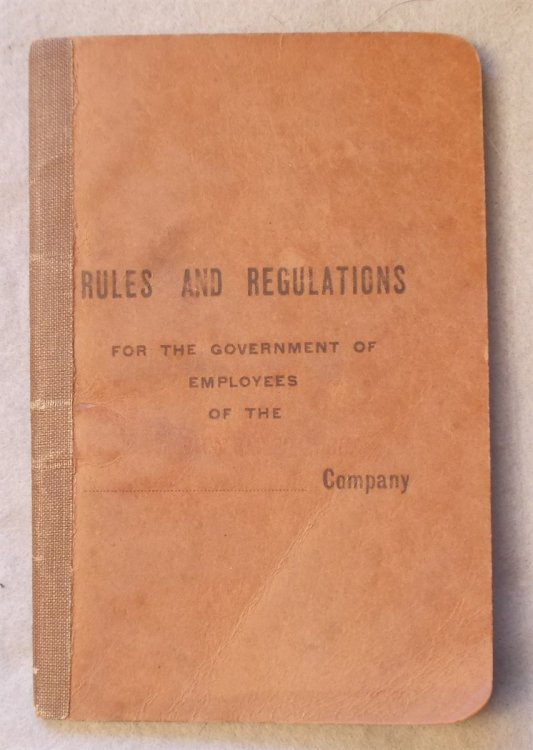 RULES AND REGULATIONS
FOR THE GOVERNMENT OF
EMPLOYEES
OF THE
Company